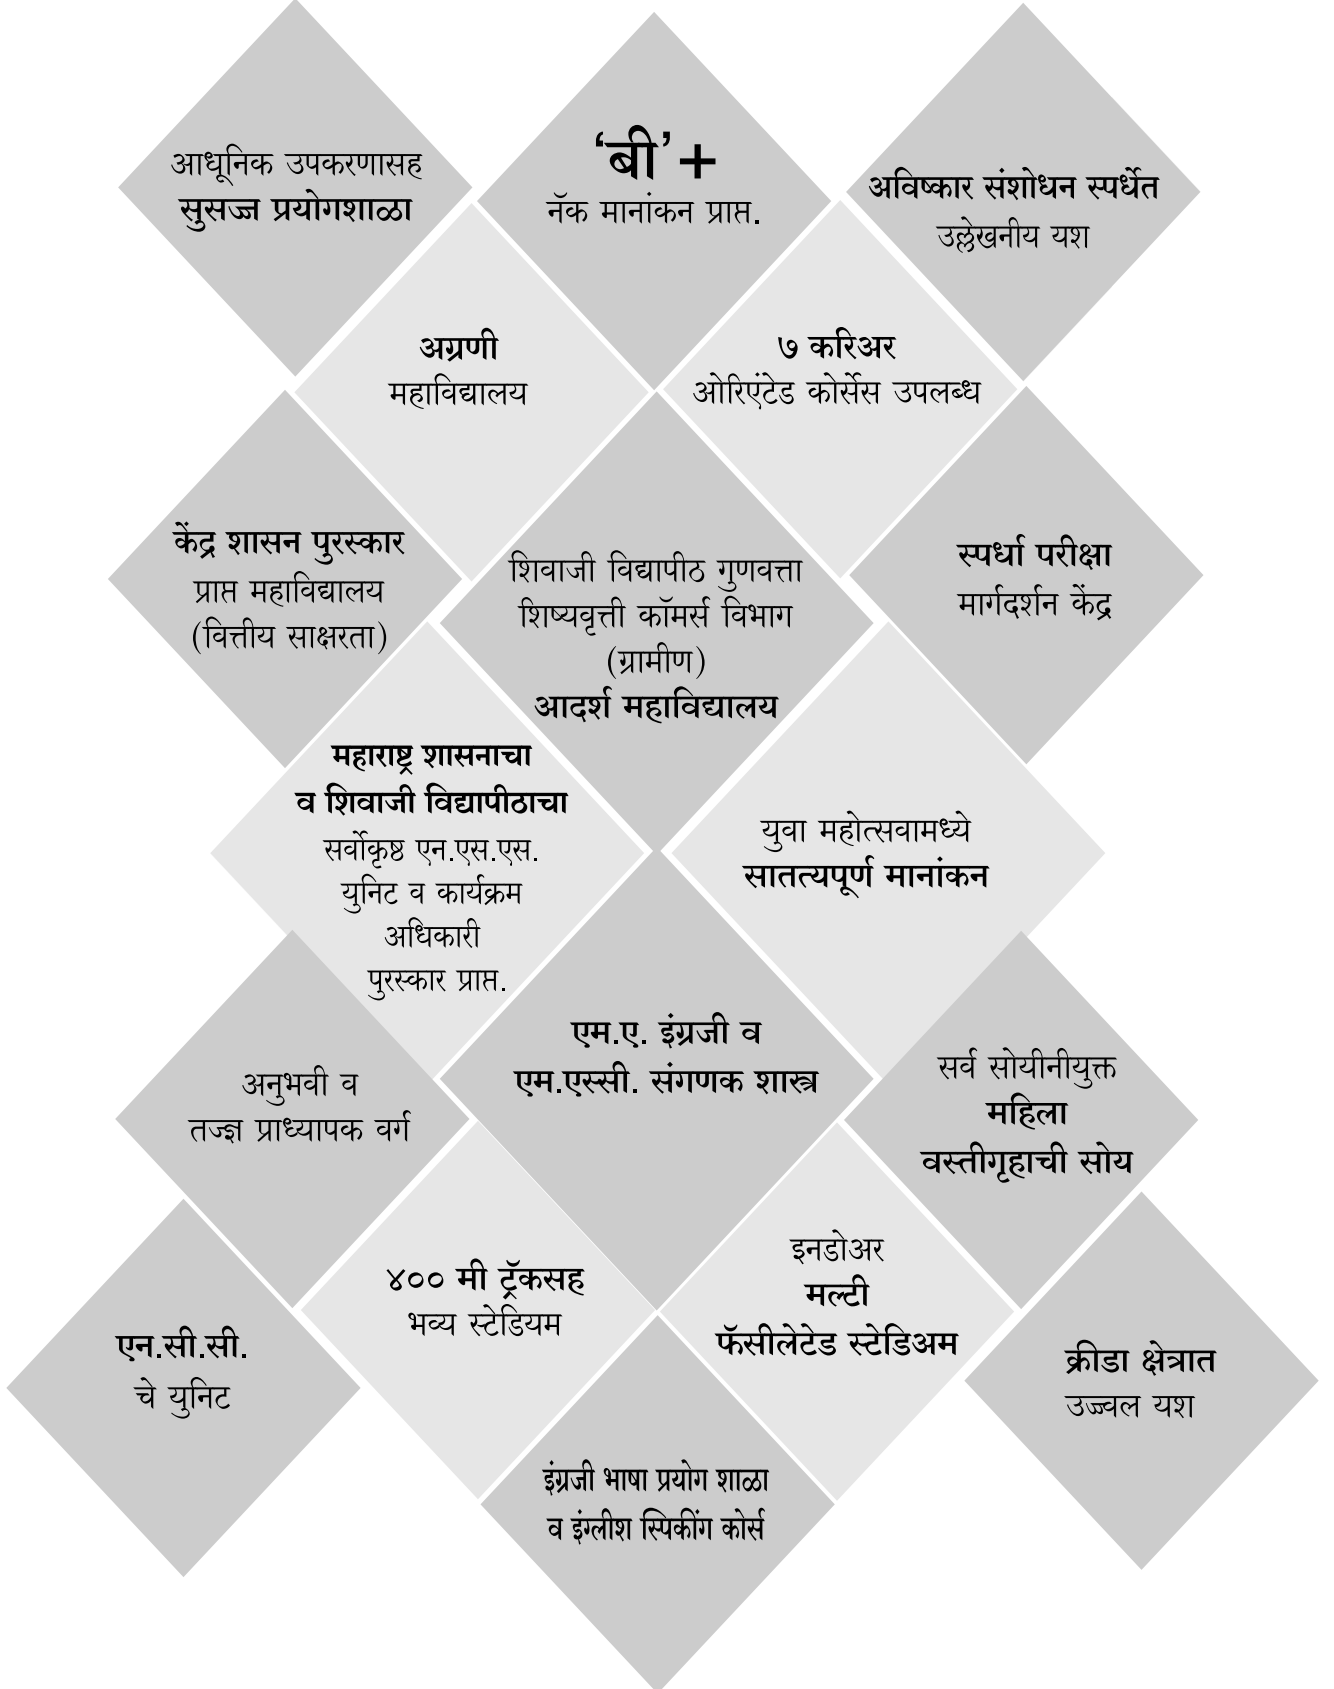 आधूनिक उपकरणासह
सुसज्ज प्रयोगशाळा
‘बी’+
नॅक मानांकन प्राप्त.
अविष्कार संशोधन स्पर्धेत
उल्लेखनीय यश
अग्रणी
महाविद्यालय
७ करिअर
ओरिएंटेड कोर्सेस उपलब्ध
केंद्र शासन पुरस्कार
प्राप्त महाविद्यालय
(वित्तीय साक्षरता)
शिवाजी विद्यापीठ गुणवत्ता
शिष्यवृत्ती कॉमर्स विभाग
(ग्रामीण)
आदर्श महाविद्यालय
स्पर्धा परीक्षा
मार्गदर्शन केंद्र
महाराष्ट्र शासनाचा
व शिवाजी विद्यापीठाचा
सर्वोकृष्ठ एन.एस.एस.
युनिट व कार्यक्रम
अधिकारी
पुरस्कार प्राप्त.
युवा महोत्सवामध्ये
सातत्यपूर्ण मानांकन
अनुभवी व
तज्ज्ञ प्राध्यापक वर्ग
एम.ए. इंग्रजी व
एम.एस्सी. संगणक शास्त्र
सर्व सोयीनीयुक्त
महिला
वस्तीगृहाची सोय
एन.सी.सी.
चे युनिट
४०० मी ट्रॅकसह
भव्य स्टेडियम
इनडोअर
मल्टी
फॅसीलेटेड स्टेडिअम
क्रीडा क्षेत्रात
उज्ज्वल यश
इंग्रजी भाषा प्रयोग शाळा
व इंग्लीश स्पिकींग कोर्स